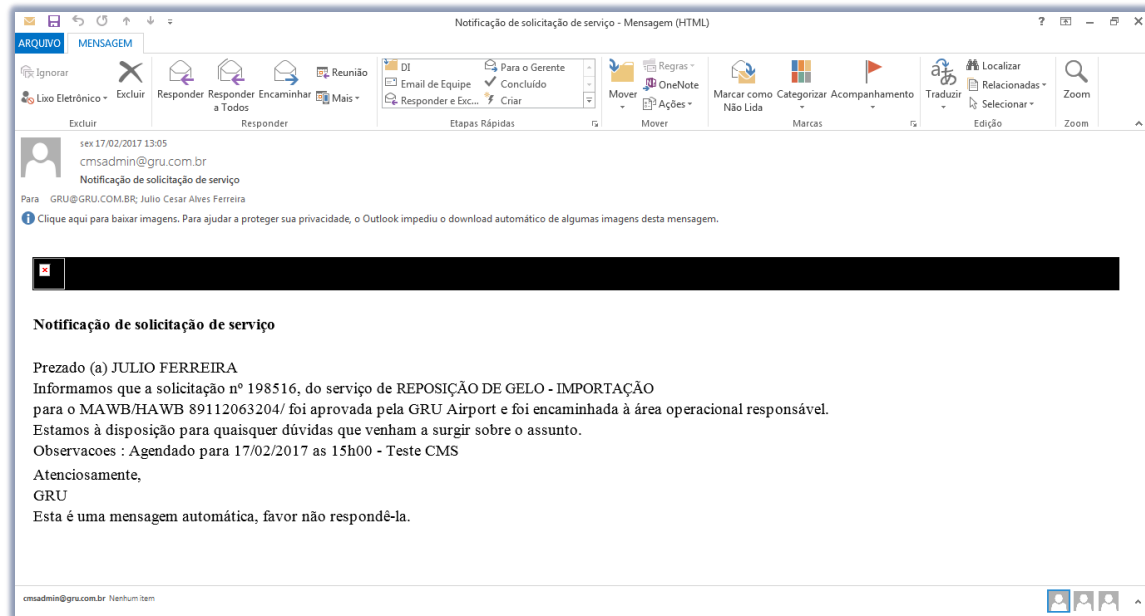 Notificação de solicitação de serviço - Mensagem (HTML)
?
ARQUIVO MENSAGEM
Ignorar
Lixo Eletrônico
Excluir
Excluir
Responder Responder a Todos Encaminhar
Reunião
Mais
Responder
DI
Email de Equipe
Responder e Exc...
Para o Gerente
Concluído
Criar
Etapas Rápidas
Mover
Regras
OneNote
Ações
Mover
Marcar como Não Lida Categorizar Acompanhamento
Marcas
Traduzir
Localizar
Relacionadas
Selecionar
Edição
Zoom
Zoom
sex 17/02/2017 13:05
cmsadmin@gru.com.br
Notificação de solicitação de serviço
Para GRU@GRU.COM.BR; Julio Cesar Alves Ferreira
Clique aqui para baixar imagens. Para ajudar a proteger sua privacidade, o Outlook impediu o download automático de algumas imagens desta mensagem.
Notificação de solicitação de serviço
Prezado (a) JULIO FERREIRA
Informamos que a solicitação nº 198516, do serviço de REPOSIÇÃO DE GELO - IMPORTAÇÃO
para o MAWB/HAWB 89112063204/ foi aprovada pela GRU Airport e foi encaminhada à área operacional responsável.
Estamos à disposição para quaisquer dúvidas que venham a surgir sobre o assunto.
Observacoes : Agendado para 17/02/2017 as 15h00 - Teste CMS
Atenciosamente,
GRU
Esta é uma mensagem automática, favor não respondê-la.
cmsadmin@gru.com.br Nenhum item